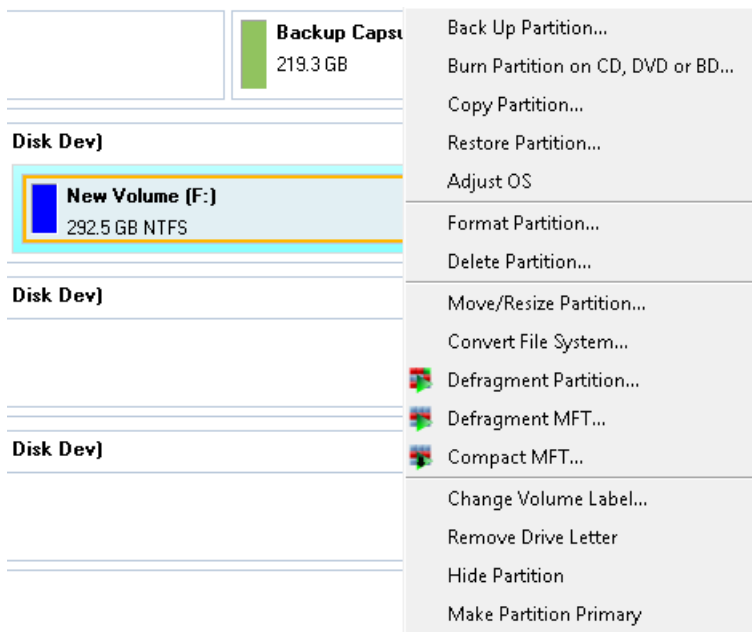 Backup Capsu
219.3 GB
Disk Dev)
New Volume (F:)
292.5 GB NTFS
Disk Dev)
Disk Dev)
Back Up Partition...
Burn Partition on CD, DVD or BD...
Copy Partition...
Restore Partition...
Adjust OS
Format Partition...
Delete Partition...
Move/Resize Partition...
Convert File System...
Defragment Partition...
Defragment MFT...
Compact MFT...
Change Volume Label...
Remove Drive Letter
Hide Partition
Make Partition Primary